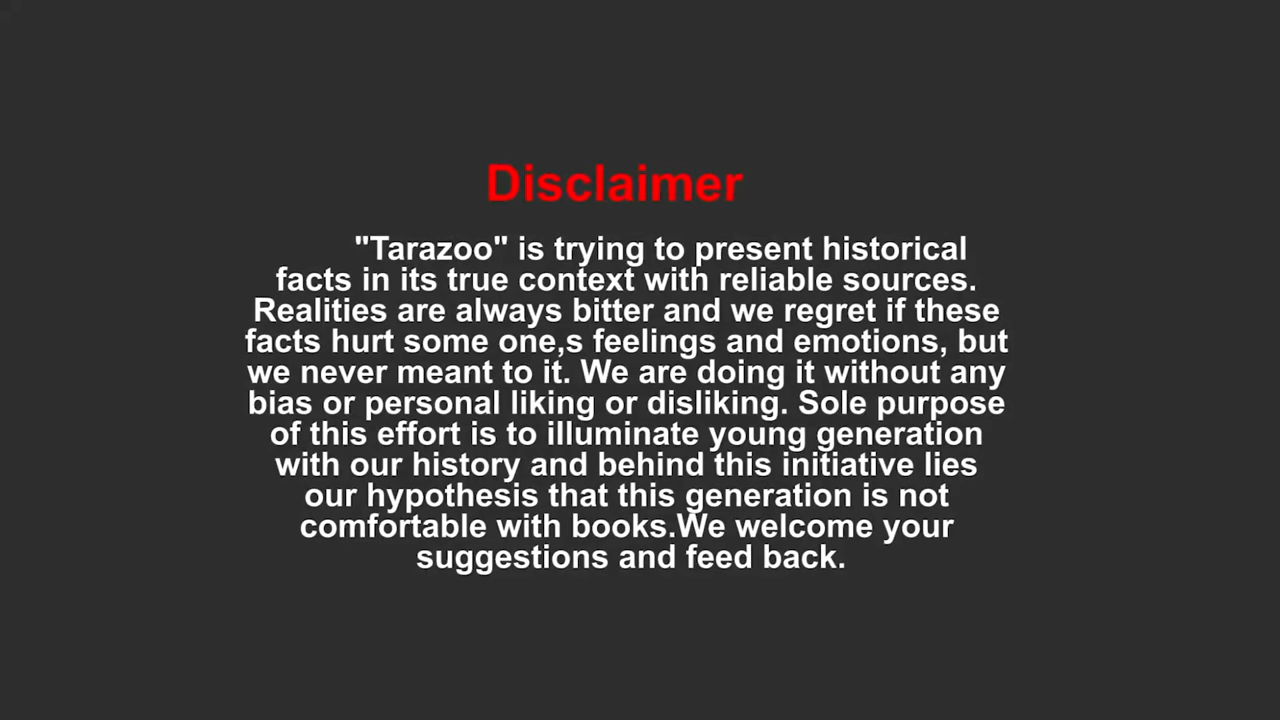 Disclaimer
"Tarazoo" is trying to present historical
facts in its true context with reliable sources.
Realities are always bitter and we regret if these
facts hurt some one,s feelings and emotions, but
we never meant to it. We are doing it without any
bias or personal liking or disliking. Sole purpose
of this effort is to illuminate young generation
with our history and behind this initiative lies
our hypothesis that this generation is not
comfortable with books.We welcome your
suggestions and feed back.